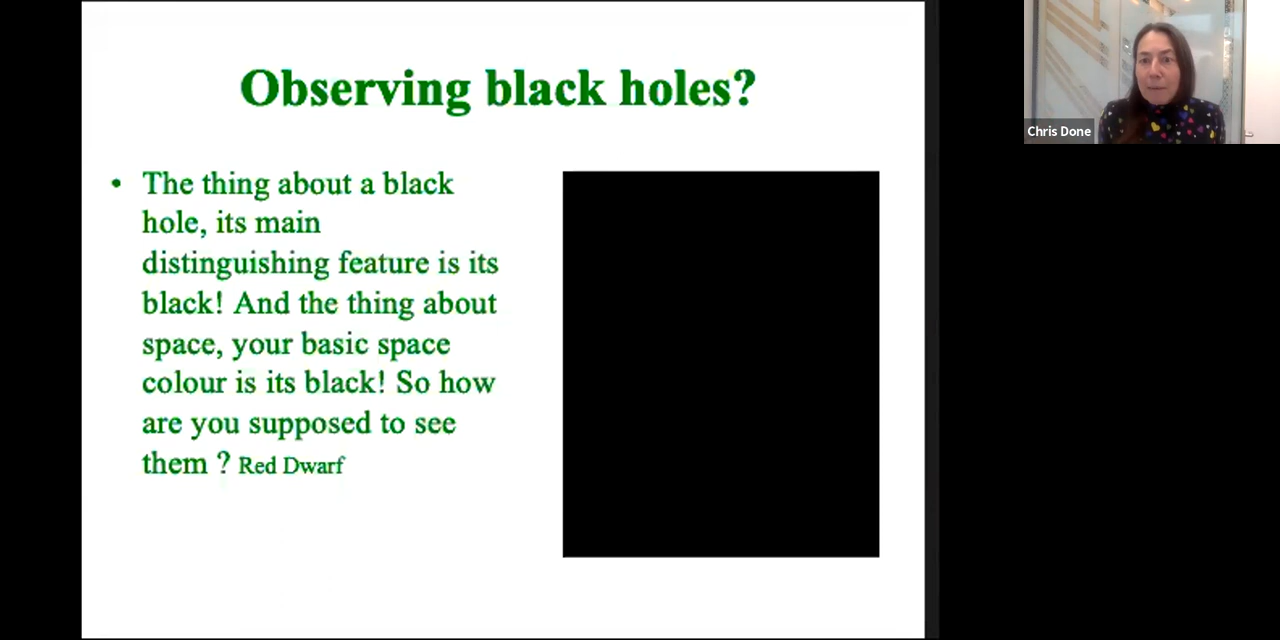 Observing black holes?
• The thing about a black
hole, its main
distinguishing feature is its
black! And the thing about
space, your basic space
colour is its black! So how
are you supposed to see
them ? Red Dwarf
Chris Done